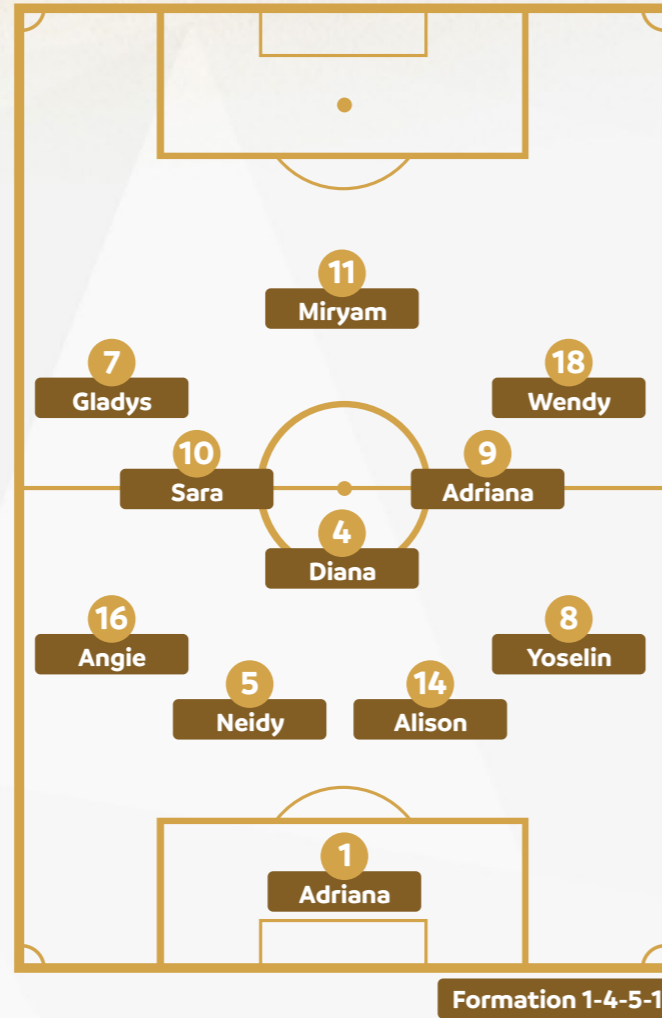 11
Miryam
7
Gladys
18
Wendy
10
Sara
9
Adriana
4
Diana
16
Angie
8
Yoselin
5
Neidy
14
Alison
1
Adriana
Formation 1-4-5-1